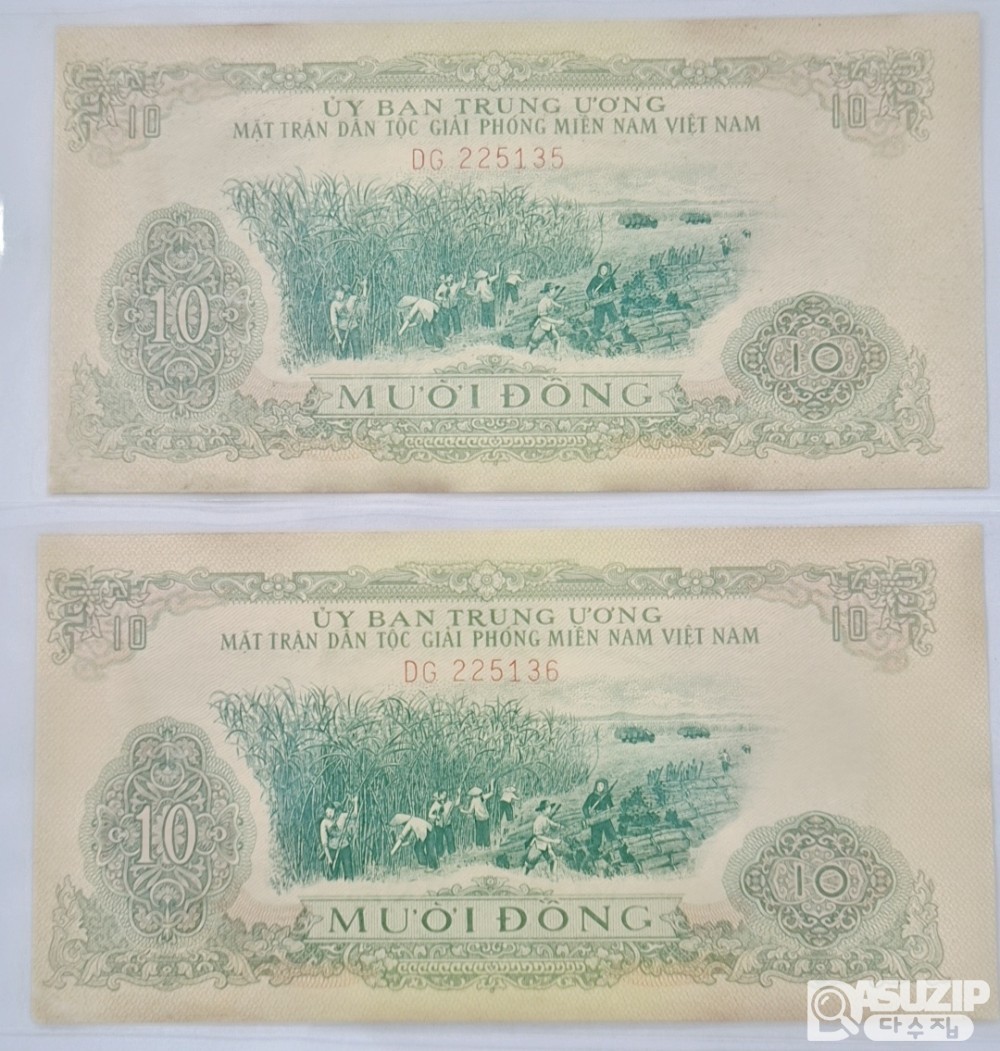 ỦY BAN TRUNG ƯƠNG
10 MẶT TRẬN DÂN TỘC GIẢI PHÓNG MIỀN NAM VIỆT NAM 10
DG 225135
10
10
MƯỜI ĐỒNG
ỦY BAN TRUNG ƯƠNG
10 MẶT TRẬN DÂN TỘC GIẢI PHÓNG MIỀN NAM VIỆT NAM 10
DG 225136
10
10
MƯỜI ĐỒNG
DASUZIP
다수집